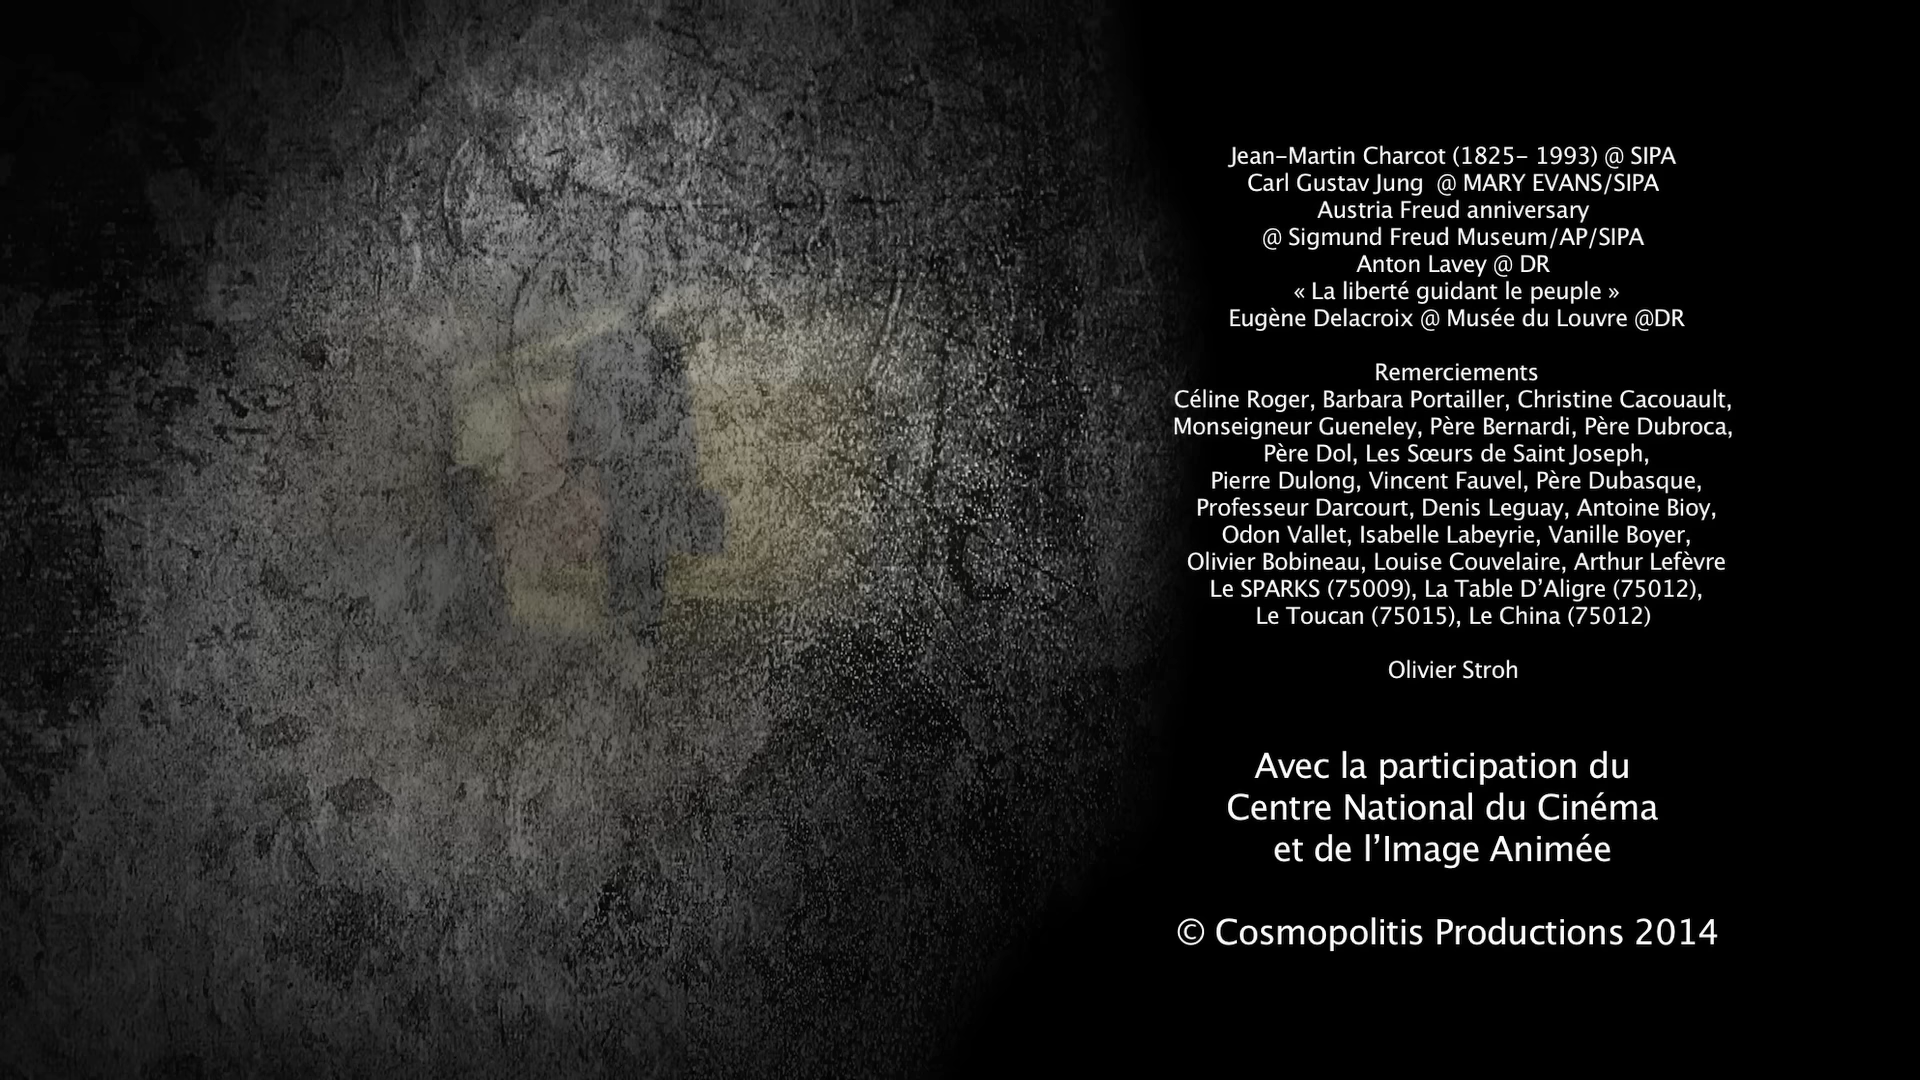 Jean-Martin Charcot (1825- 1993) @ SIPA
Carl Gustav Jung  @ MARY EVANS/SIPA
Austria Freud anniversary
@ Sigmund Freud Museum/AP/SIPA
Anton Lavey @ DR
« La liberté guidant le peuple »
Eugène Delacroix @ Musée du Louvre @DR
Remerciements
Céline Roger, Barbara Portailler, Christine Cacouault,
Monseigneur Gueneley, Père Bernardi, Père Dubroca,
Père Dol, Les Sœurs de Saint Joseph,
Pierre Dulong, Vincent Fauvel, Père Dubasque,
Professeur Darcourt, Denis Leguay, Antoine Bioy,
Odon Vallet, Isabelle Labeyrie, Vanille Boyer,
Olivier Bobineau, Louise Couvelaire, Arthur Lefèvre
Le SPARKS (75009), La Table D’Aligre (75012),
Le Toucan (75015), Le China (75012)
Olivier Stroh
Avec la participation du
Centre National du Cinéma
et de l’Image Animée
© Cosmopolitis Productions 2014